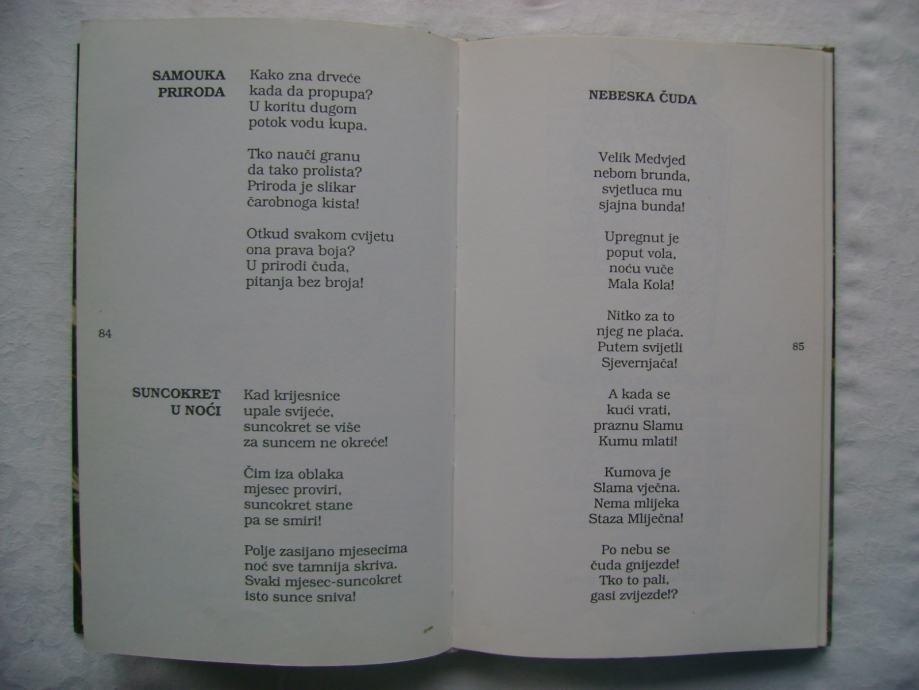 SAMOUKA
PRIRODA
Kako zna drveće
kada da propupa?
U koritu dugom
potok vodu kupa.
Tko nauči granu
da tako prolista?
Priroda je slikar
čarobnoga kista!
Otkud svakom cvijetu
ona prava boja?
U prirodi čuda,
pitanja bez broja!
84
SUNCOKRET
U NOĆI
Kad krijesnice
upale svijeće,
suncokret se više
za suncem ne okreće!
Čim iza oblaka
mjesec proviri,
suncokret stane
pa se smiri!
Polje zasijano mjesecima
noć sve tamnija skriva.
Svaki mjesec-suncokret
isto sunce sniva!
NEBESKA ČUDA
Velik Medvjed
nebom brunda,
svjetluca mu
sjajna bunda!
Upregnut je
poput vola,
noću vuče
Mala Kola!
Nitko za to
njeg ne plaća.
Putem svijetli
Sjevernjača!
A kada se
kući vrati,
praznu Slamu
Kumu mlati!
Kumova je
Slama vječna.
Nema mlijeka
Staza Mliječna!
Po nebu se
čuda gnijezde!
Tko to pali,
gasi zvijezde!?
85